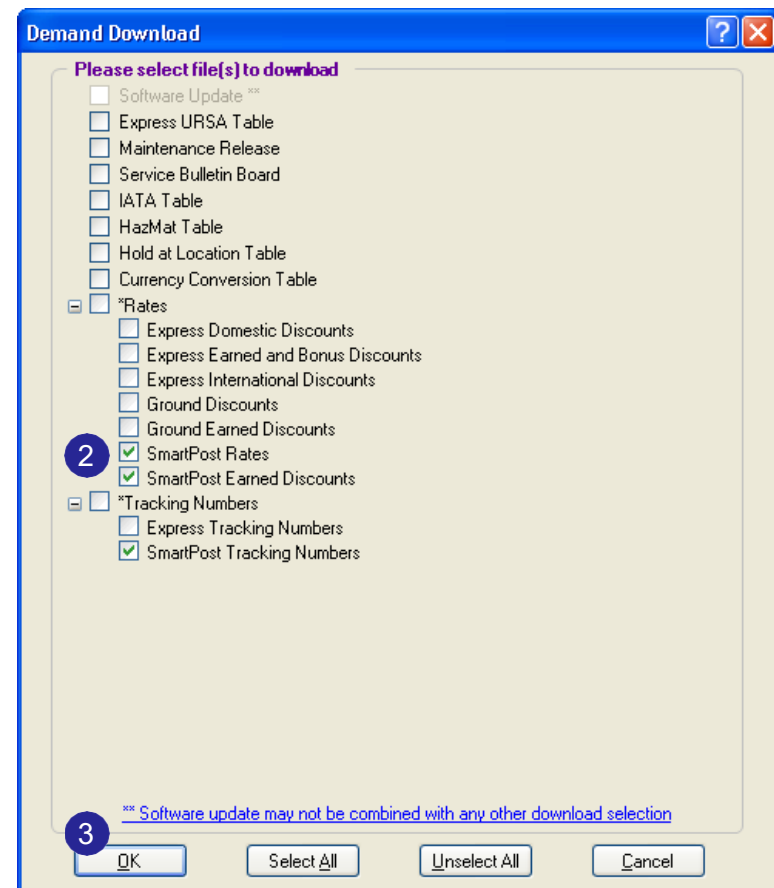 Demand Download
Please select file(s) to download
Software Update **
Express URSA Table
Maintenance Release
Service Bulletin Board
IATA Table
HazMat Table
Hold at Location Table
Currency Conversion Table
*Rates
Express Domestic Discounts
Express Earned and Bonus Discounts
Express International Discounts
Ground Discounts
Ground Earned Discounts
2 SmartPost Rates
SmartPost Earned Discounts
*Tracking Numbers
Express Tracking Numbers
SmartPost Tracking Numbers
** Software update may not be combined with any other download selection
3
OK Select All Unselect All Cancel